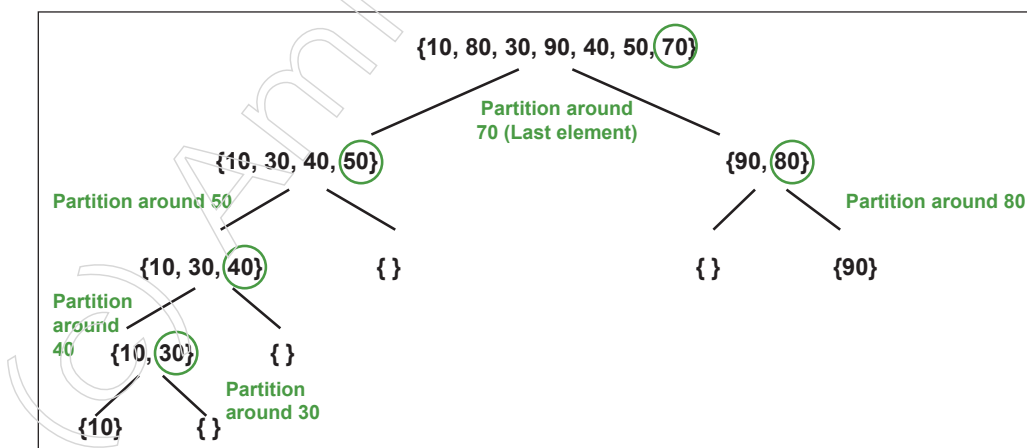 {10, 80, 30, 90, 40, 50, 70}
Partition around
70 (Last element)
{10, 30, 40, 50}
{90, 80}
Partition around 50
Partition around 80
{10, 30, 40}
{ }
{ }
{90}
Partition
around
40
{10, 30}
{ }
Partition
around 30
{10}
{ }
© Am